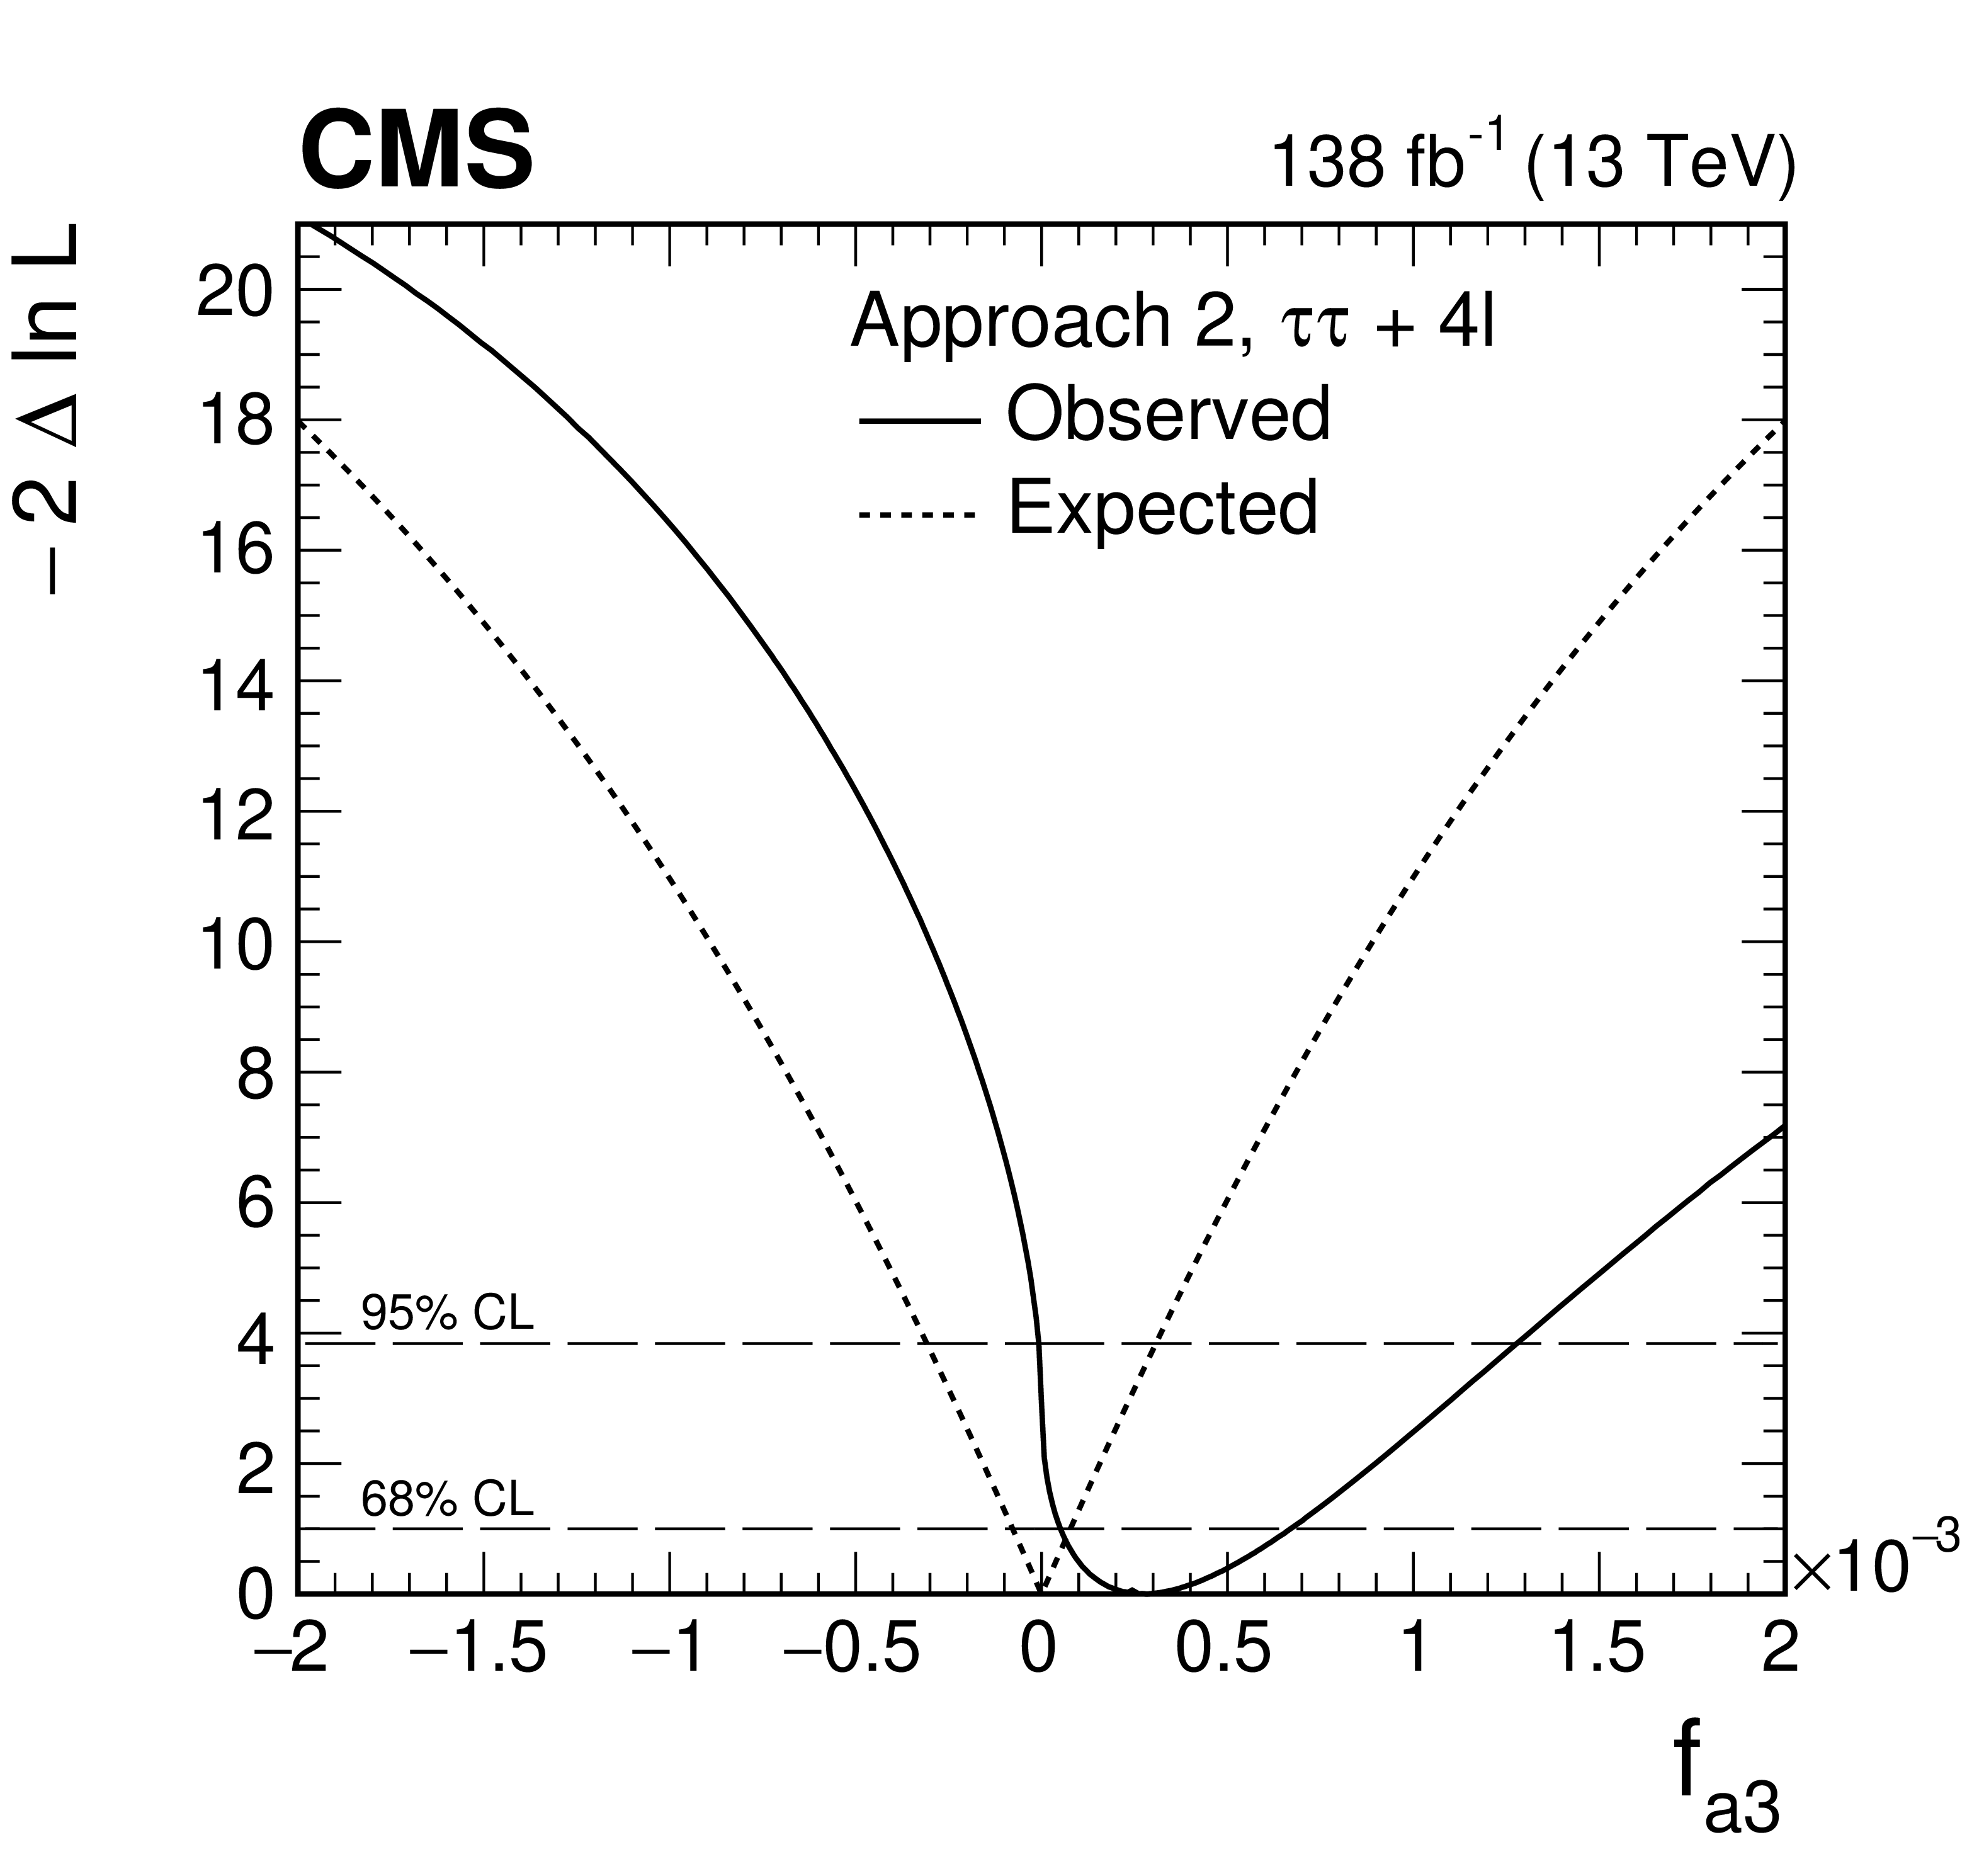 CMS
138 fb-1 (13 TeV)
− 2 Δ ln L
Approach 2, ττ + 4l
Observed
Expected
20
18
16
14
12
10
8
6
4
2
0
95% CL
68% CL
−2 −1.5 −1 −0.5 0 0.5 1 1.5 2
×10−3
fa3